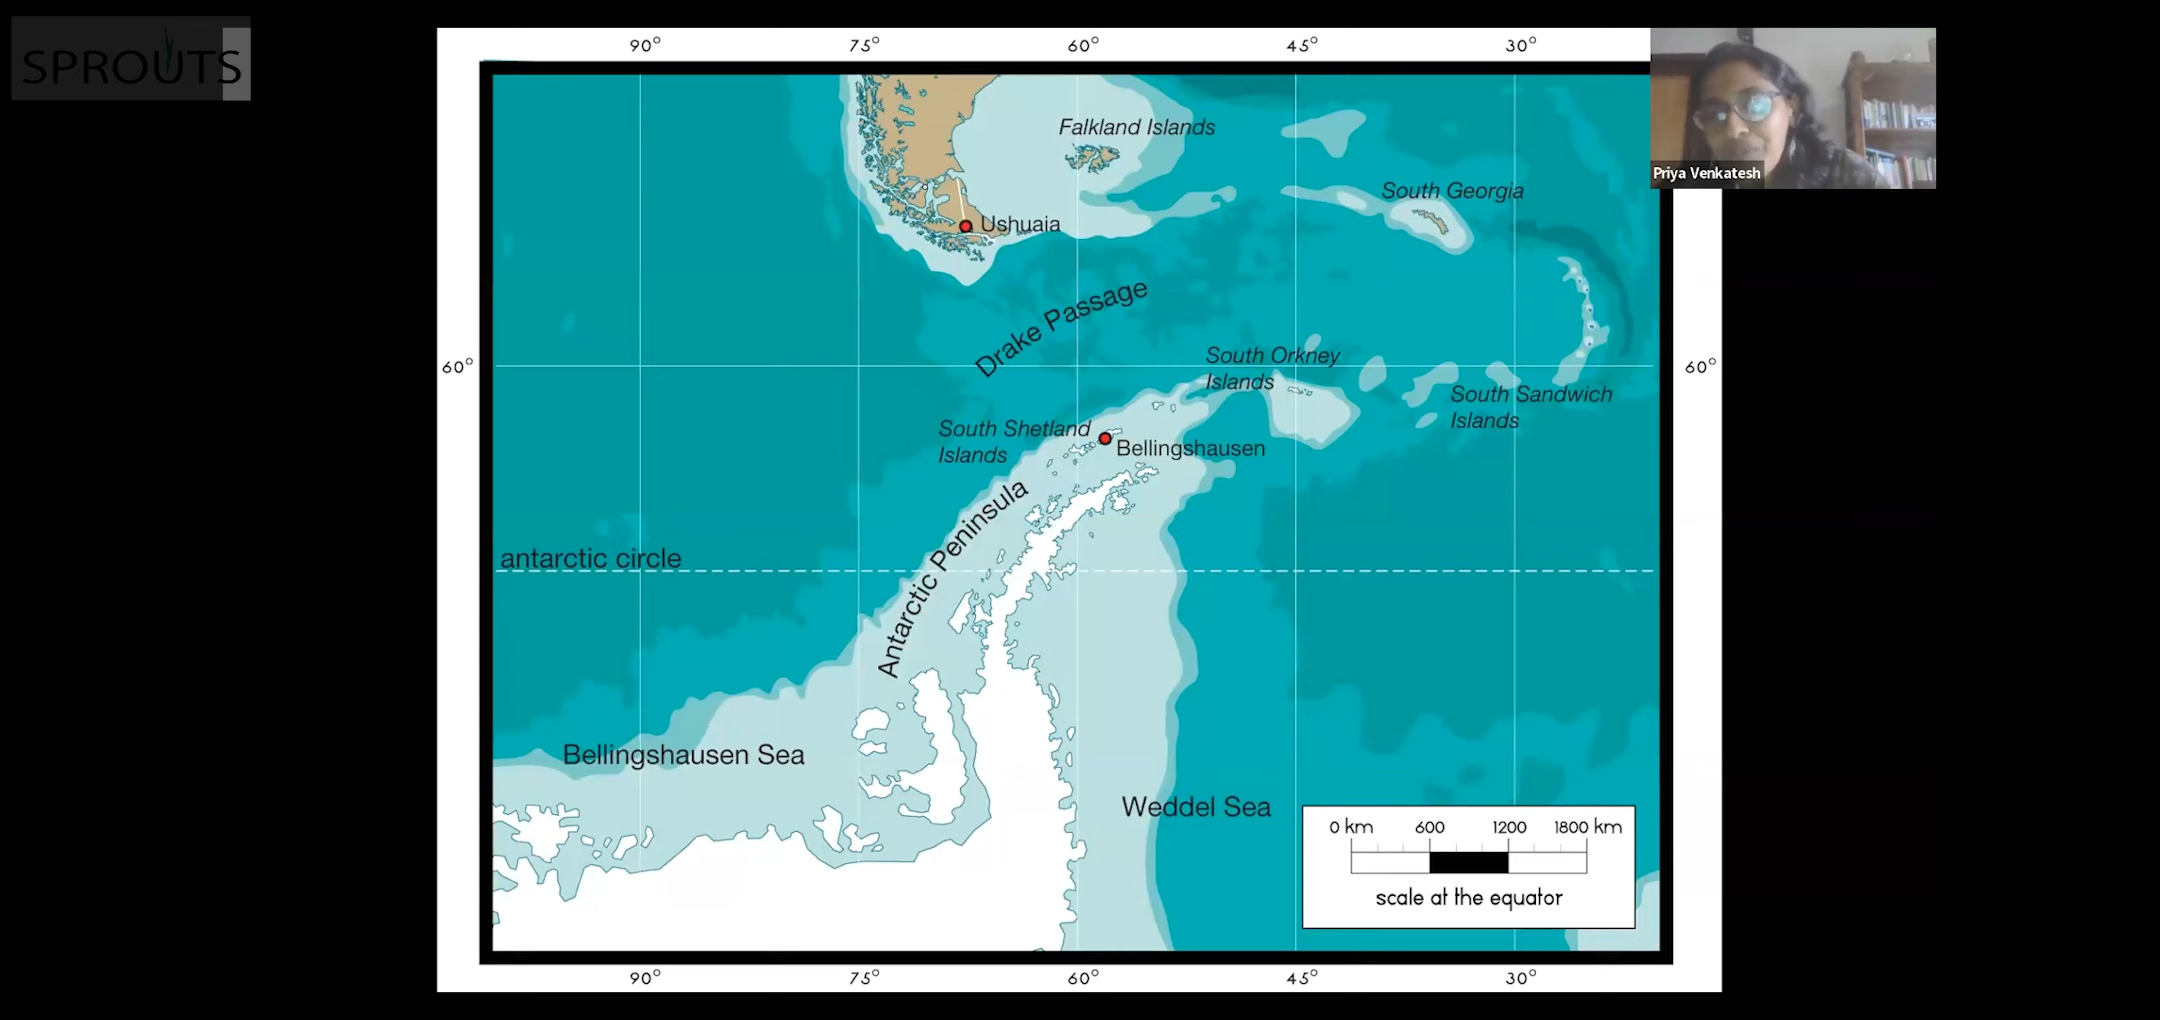 SPROUTS
90° 75° 60° 45° 30°
Priya Venkatesh
Falkland Islands
South Georgia
Ushuaia
Drake Passage
60° 60°
South Orkney
Islands
South Sandwich
Islands
South Shetland
Islands
Bellingshausen
Antarctic Peninsula
antarctic circle
Bellingshausen Sea
Weddel Sea
0 km 600 1200 1800 km
scale at the equator
90° 75° 60° 45° 30°